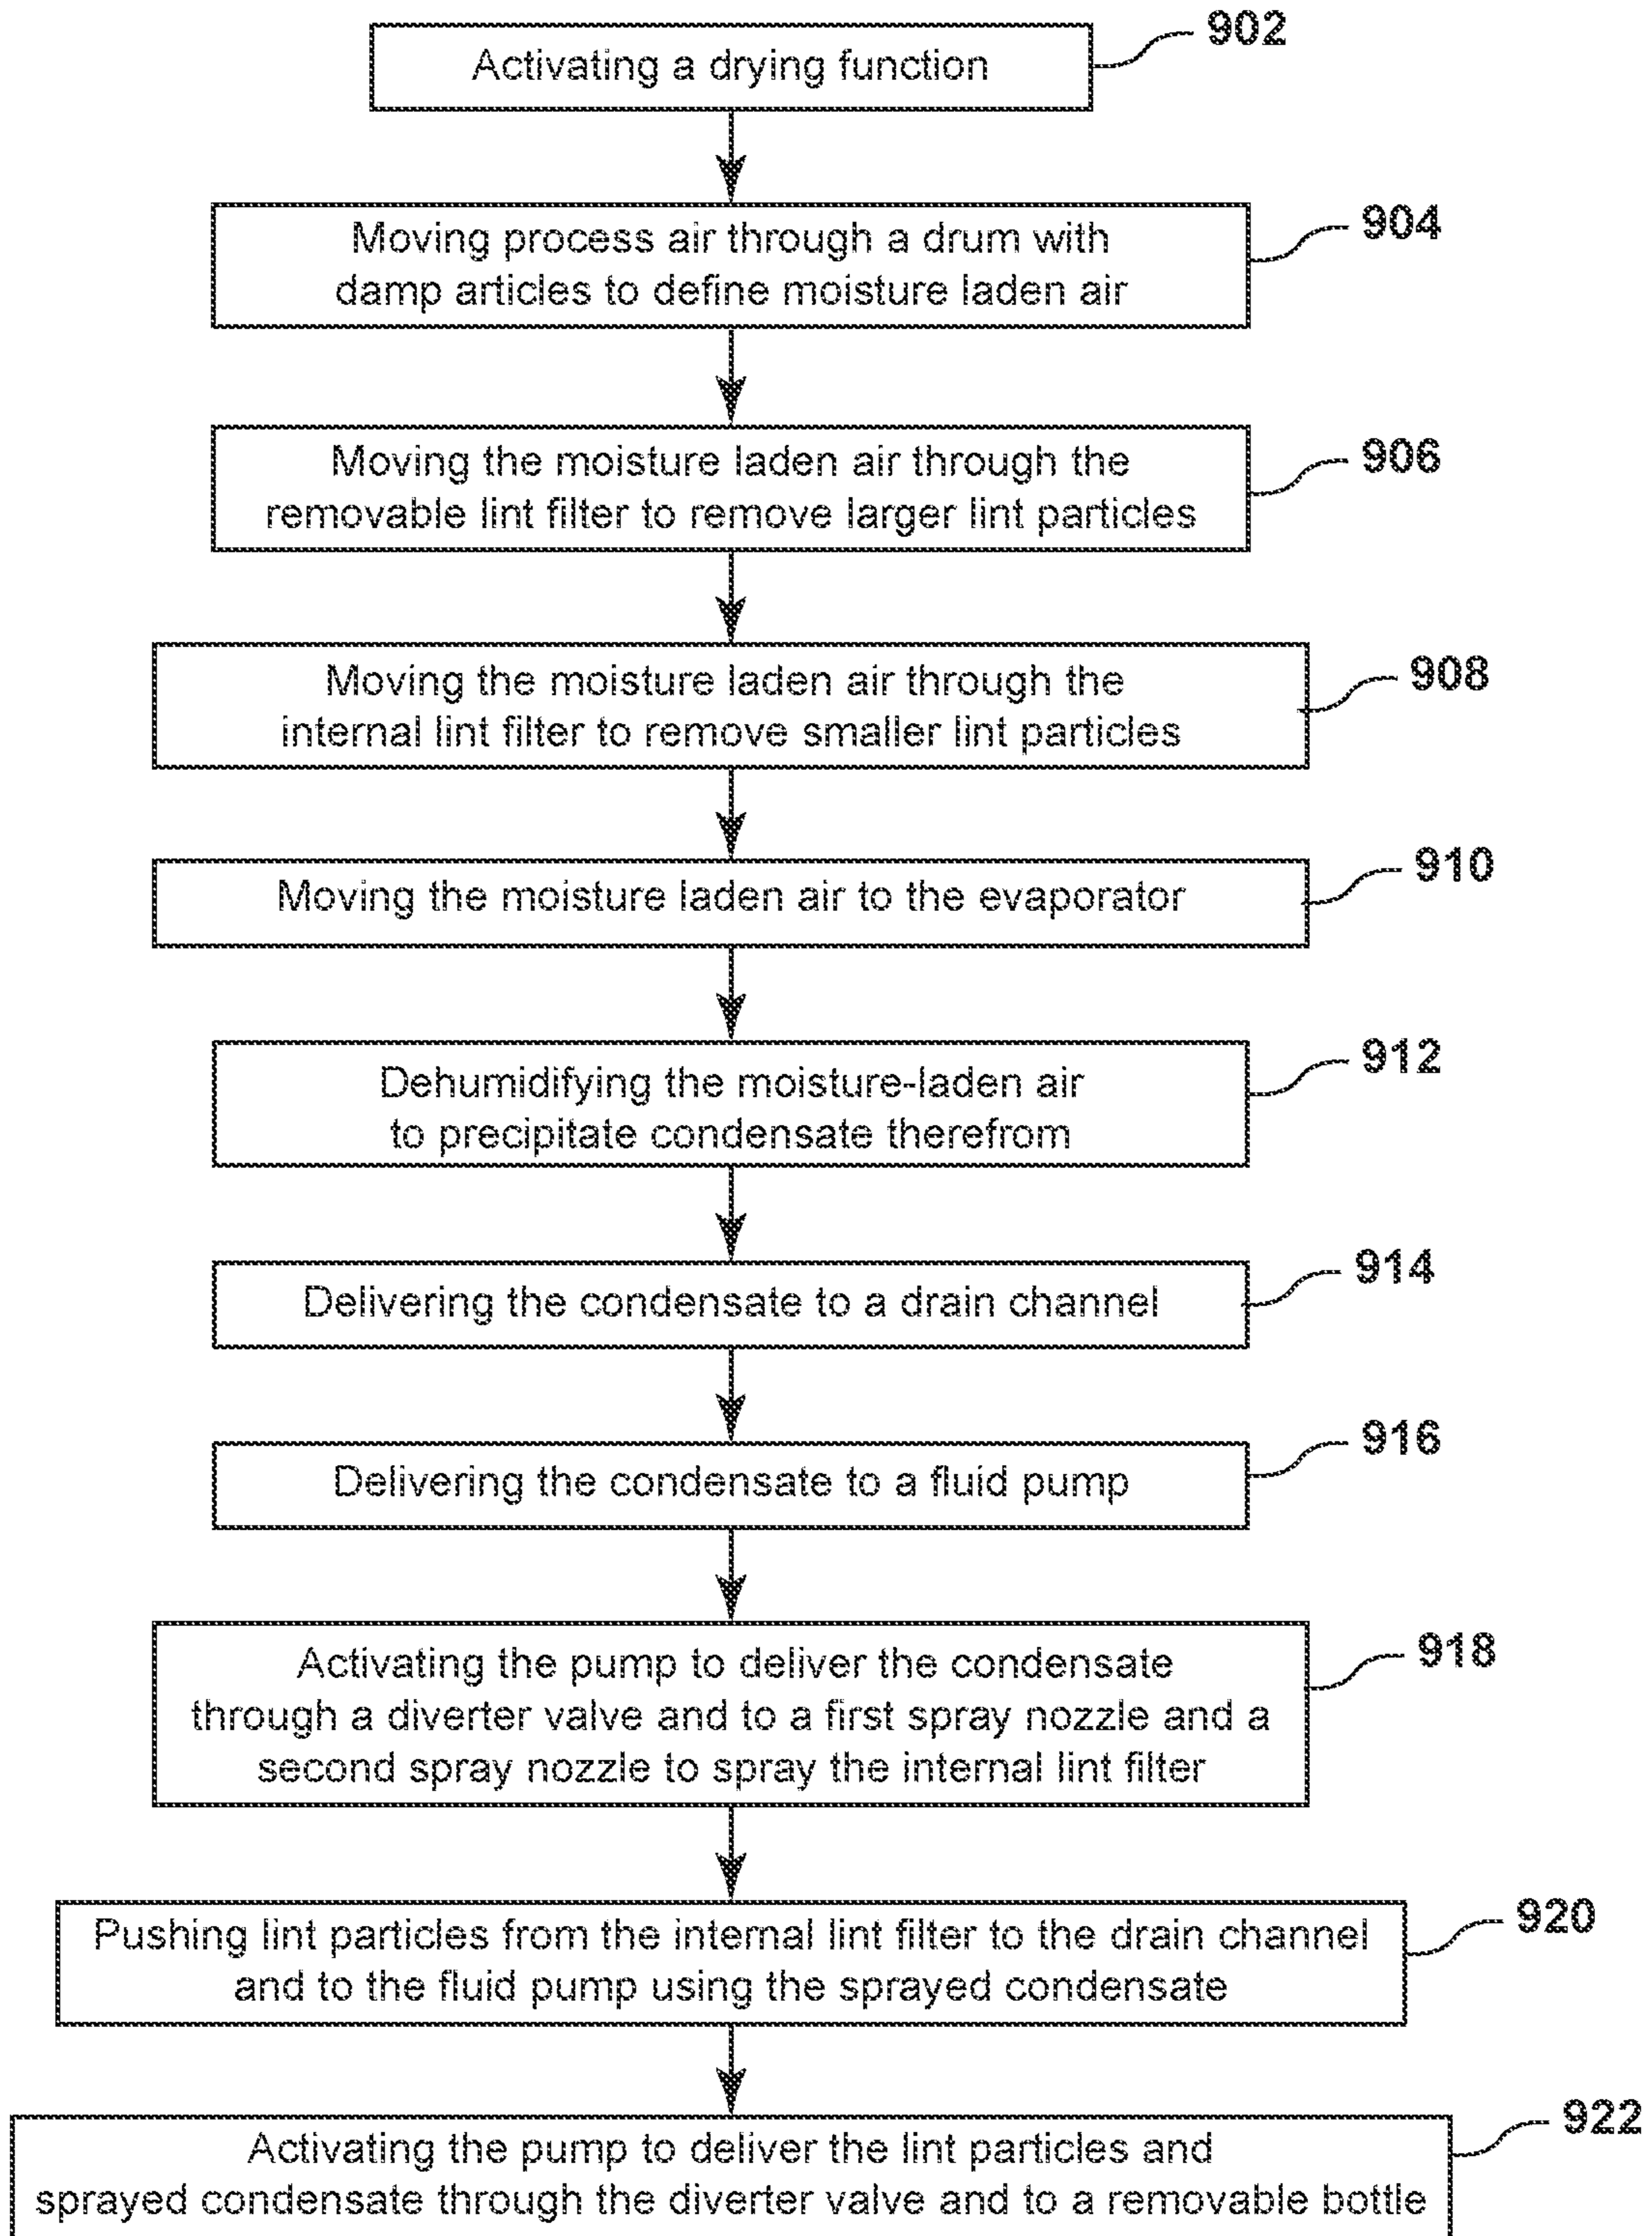 902
Activating a drying function
904
Moving process air through a drum with
damp articles to define moisture laden air
906
Moving the moisture laden air through the
removable lint filter to remove larger lint particles
908
Moving the moisture laden air through the
internal lint filter to remove smaller lint particles
910
Moving the moisture laden air to the evaporator
912
Dehumidifying the moisture-laden air
to precipitate condensate therefrom
914
Delivering the condensate to a drain channel
916
Delivering the condensate to a fluid pump
918
Activating the pump to deliver the condensate
through a diverter valve and to a first spray nozzle and a
second spray nozzle to spray the internal lint filter
920
Pushing lint particles from the internal lint filter to the drain channel
and to the fluid pump using the sprayed condensate
922
Activating the pump to deliver the lint particles and
sprayed condensate through the diverter valve and to a removable bottle